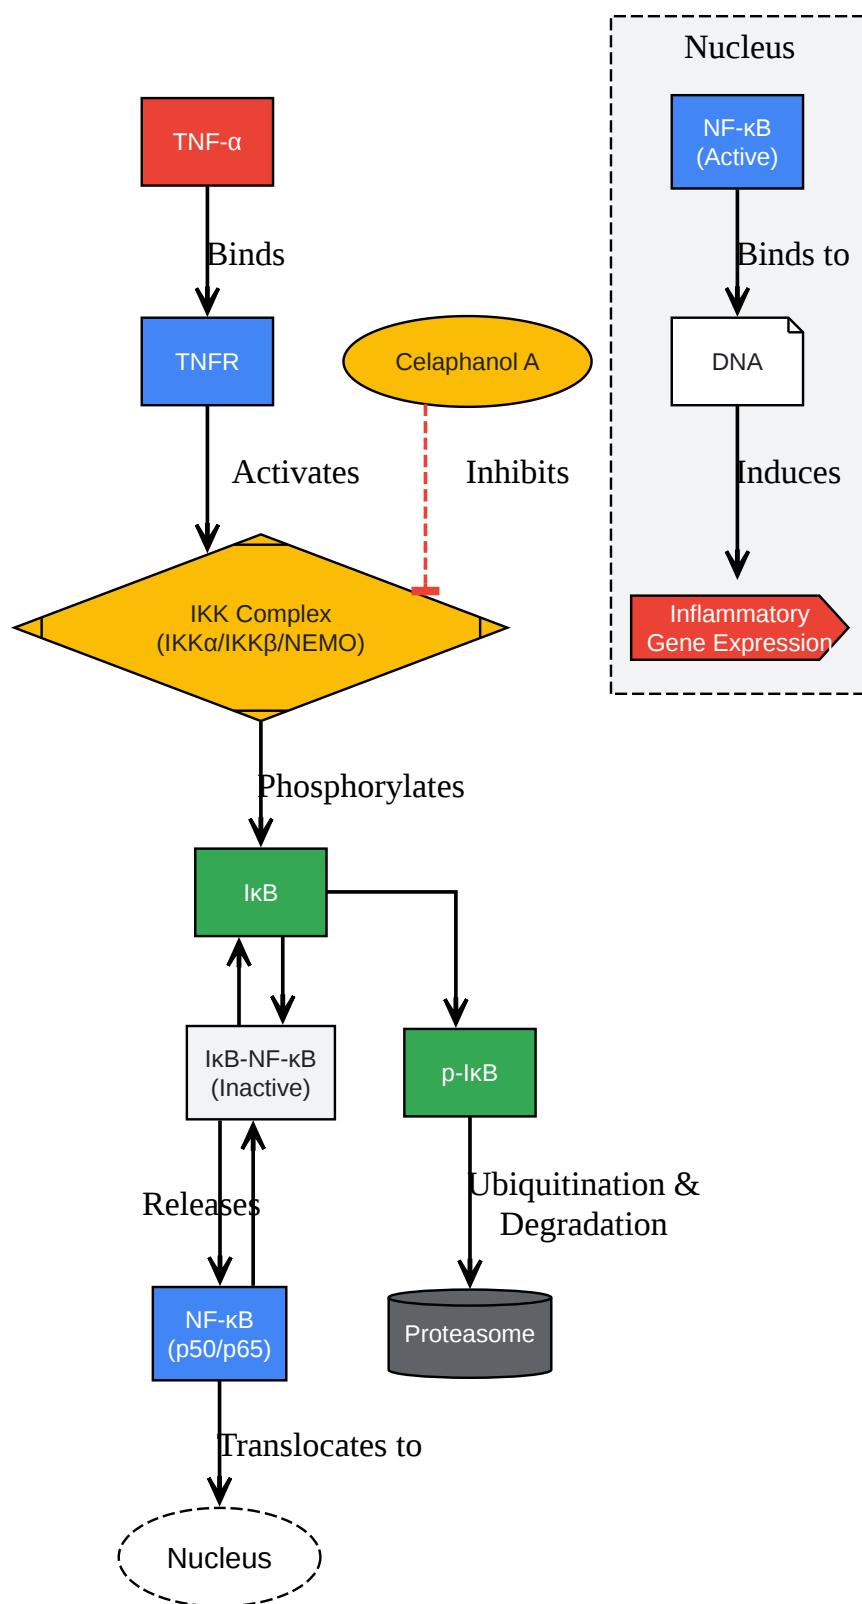 TNF-α
Binds
TNFR
Celaphanol A
Activates
Inhibits
IKK Complex
(IKKα/IKKβ/NEMO)
Phosphorylates
IκB
IκB-NF-κB
(Inactive)
p-IκB
Releases
Ubiquitination &
Degradation
NF-κB
(p50/p65)
Proteasome
Translocates to
Nucleus
Nucleus
NF-κB
(Active)
Binds to
DNA
Induces
Inflammatory
Gene Expression